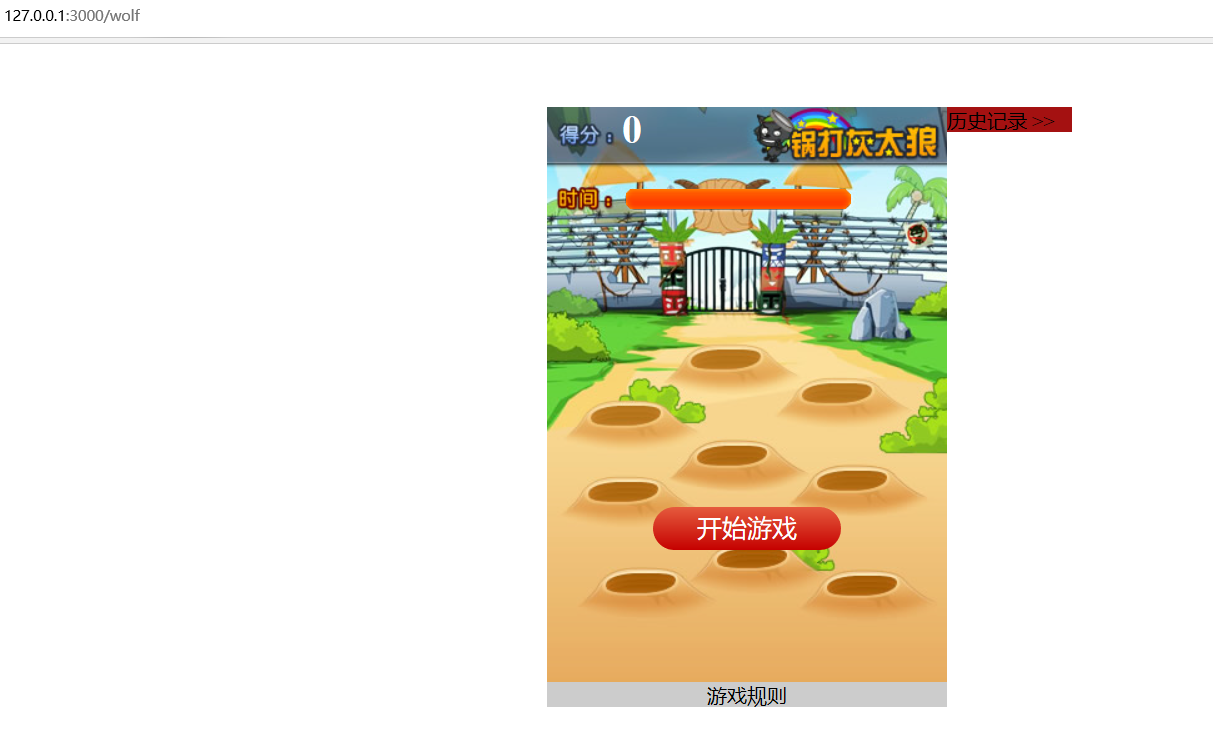 127.0.0.1:3000/wolf
得分：0
锅打灰太狼
历史记录 >>
时间：
开始游戏
游戏规则